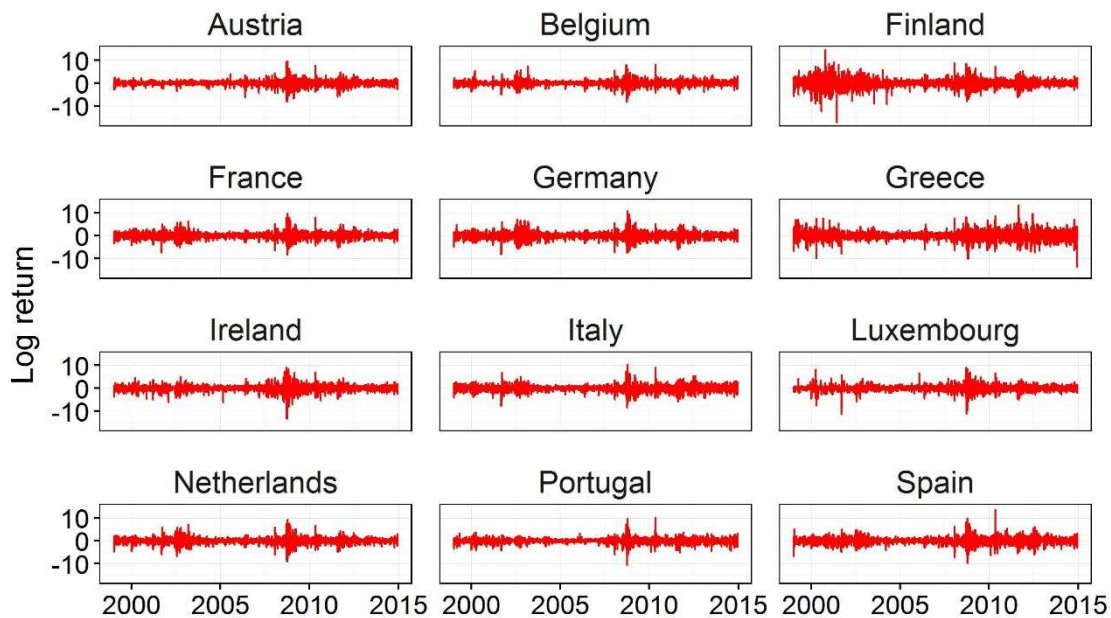 Austria Belgium Finland
10
0
-10
France Germany Greece
10
0
-10
Log return
Ireland Italy Luxembourg
10
0
-10
Netherlands Portugal Spain
10
0
-10
2000 2005 2010 2015 2000 2005 2010 2015 2000 2005 2010 2015